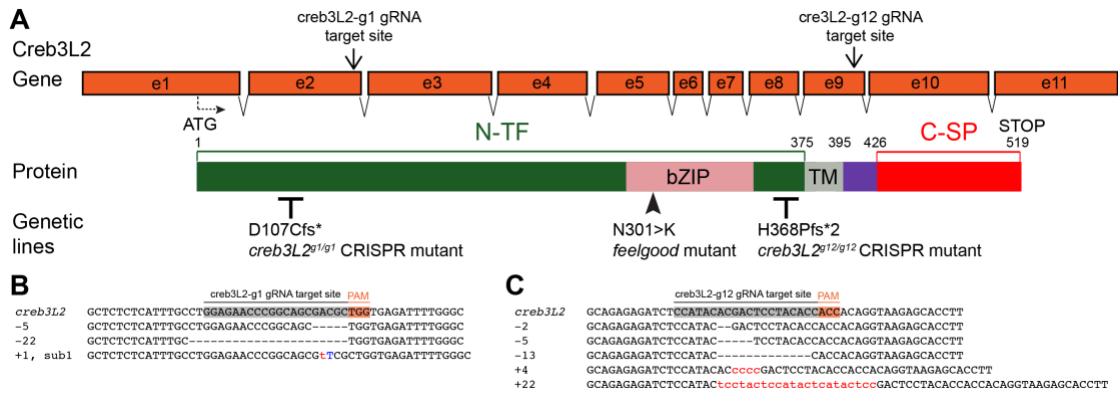 A
Creb3L2
Gene
creb3L2-g1 gRNA
target site
cre3L2-g12 gRNA
target site
e1 e2 e3 e4 e5 e6 e7 e8 e9 e10 e11
ATG
1
N-TF
375 395 426
C-SP
STOP
519
Protein
bZIP TM
Genetic
lines
D107Cfs*
creb3L2g1/g1 CRISPR mutant
N301>K
feelgood mutant
H368Pfs*2
creb3L2g12/g12 CRISPR mutant
B
creb3L2-g1 gRNA target site PAM
creb3L2 GCTCTCTCATTTGCCTGGAGAACCCGGCAGCGACGCTGGTGAGATTTTGGGC
-5 GCTCTCTCATTTGCCTGGAGAACCCGGCAGC-----TGGTGAGATTTTGGGC
-22 GCTCTCTCATTTGC----------------------TGGTGAGATTTTGGGC
+1, sub1 GCTCTCTCATTTGCCTGGAGAACCCGGCAGCGtTCGCTGGTGAGATTTTGGGC
C
creb3L2-g12 gRNA target site PAM
creb3L2 GCAGAGAGATCTCCATACACGACTCCTACACCACCACAGGTAAGAGCACCTT
-2 GCAGAGAGATCTCCATAC--GACTCCTACACCACCACAGGTAAGAGCACCTT
-5 GCAGAGAGATCTCCATAC-----TCCTACACCACCACAGGTAAGAGCACCTT
-13 GCAGAGAGATCTCCATAC-------------CACCACAGGTAAGAGCACCTT
+4 GCAGAGAGATCTCCATACACccccGACTCCTACACCACCACAGGTAAGAGCACCTT
+22 GCAGAGAGATCTCCATACtcctactccatactcatactccGACTCCTACACCACCACAGGTAAGAGCACCTT